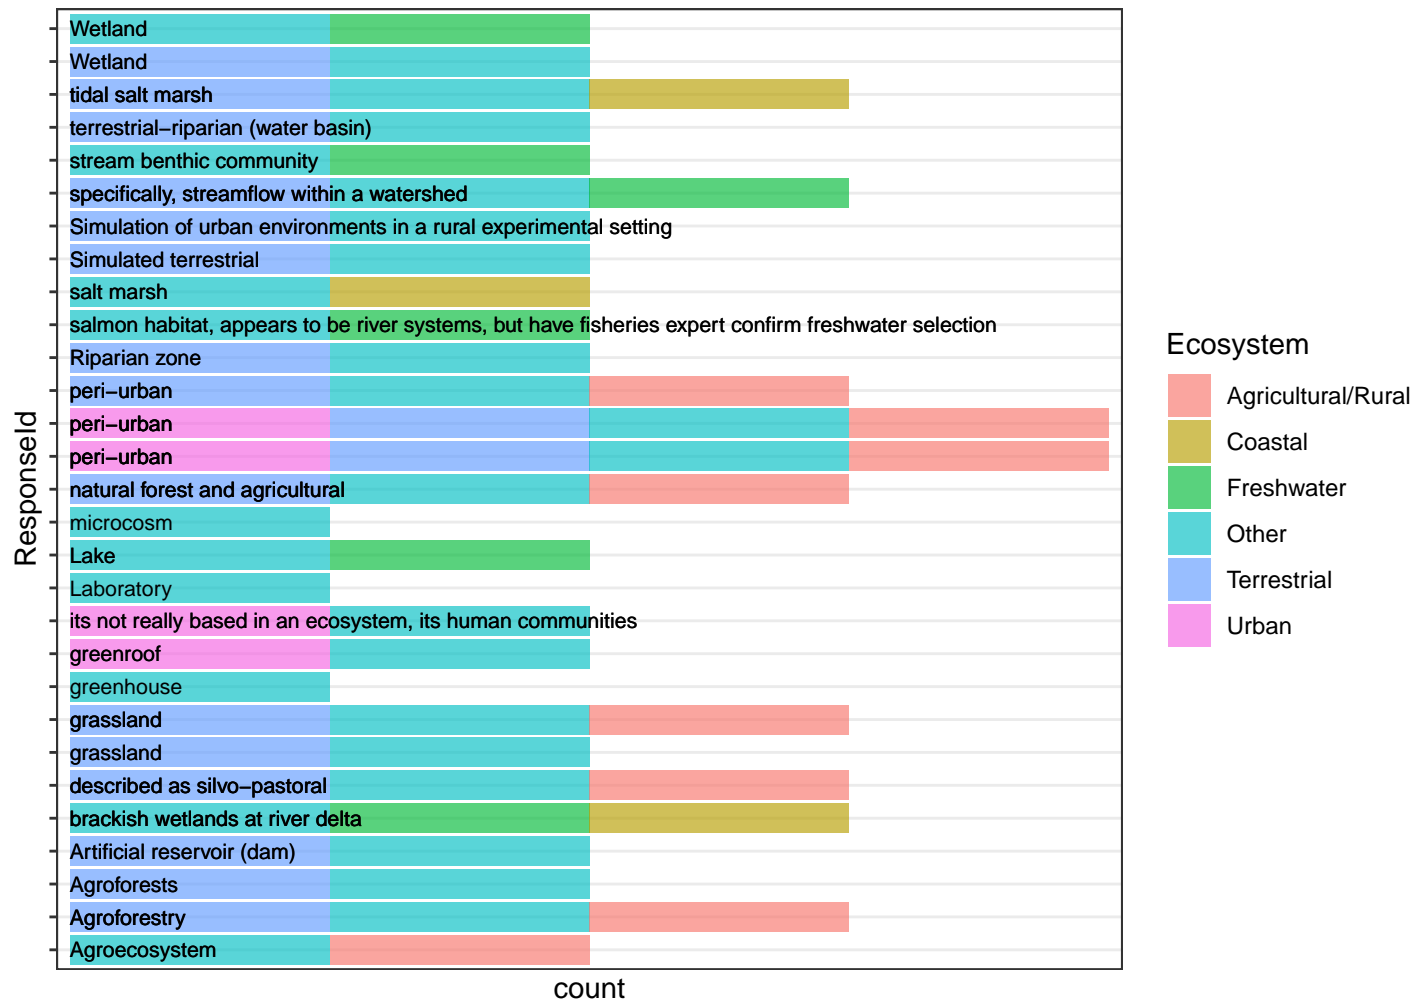 Wetland
Wetland
tidal salt marsh
terrestrial−riparian (water basin)
stream benthic community
specifically, streamflow within a watershed
Simulation of urban environments in a rural experimental setting
Simulated terrestrial
salt marsh
salmon habitat, appears to be river systems, but have fisheries expert confirm freshwater selection
Riparian zone
peri−urban
peri−urban
peri−urban
natural forest and agricultural
microcosm
Lake
Laboratory
its not really based in an ecosystem, its human communities
greenroof
greenhouse
grassland
grassland
described as silvo−pastoral
brackish wetlands at river delta
Artificial reservoir (dam)
Agroforests
Agroforestry
Agroecosystem
ResponseId
count
Ecosystem
Agricultural/Rural
Coastal
Freshwater
Other
Terrestrial
Urban